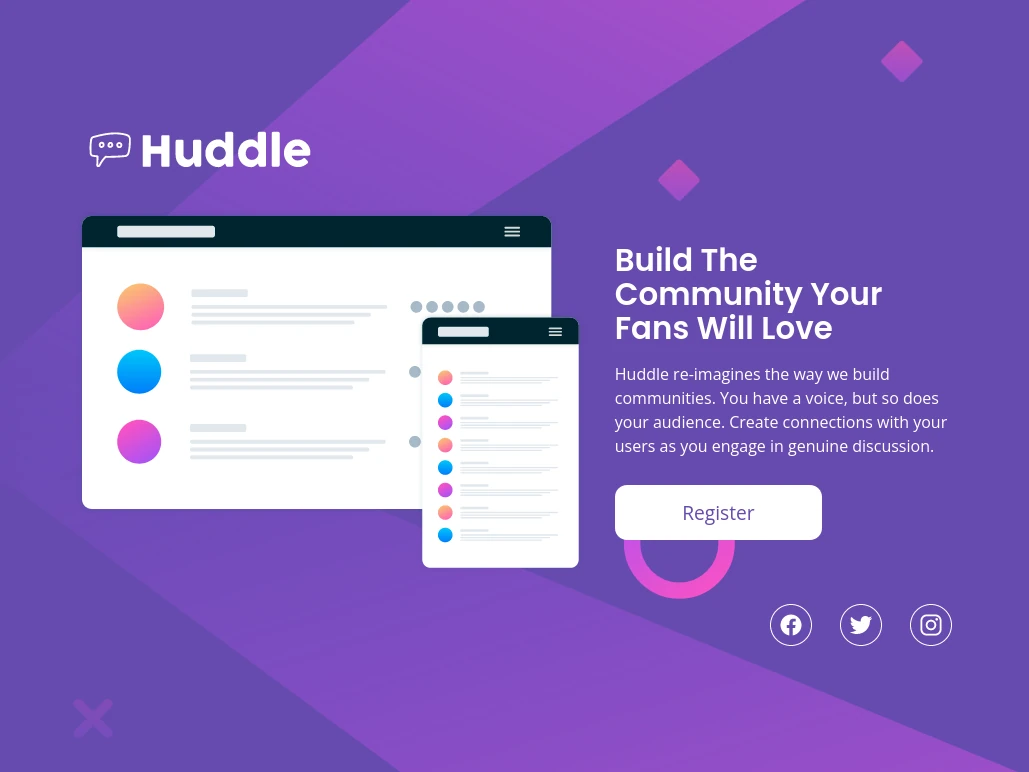 Huddle
Build The
Community Your
Fans Will Love
Huddle re-imagines the way we build
communities. You have a voice, but so does
your audience. Create connections with your
users as you engage in genuine discussion.
Register